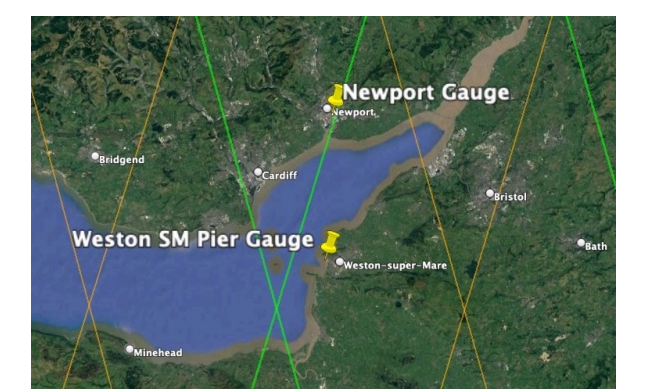 Newport Gauge
Newport
Bridgend
Cardiff
Bristol
Weston SM Pier Gauge
Bath
Weston-super-Mare
Minehead